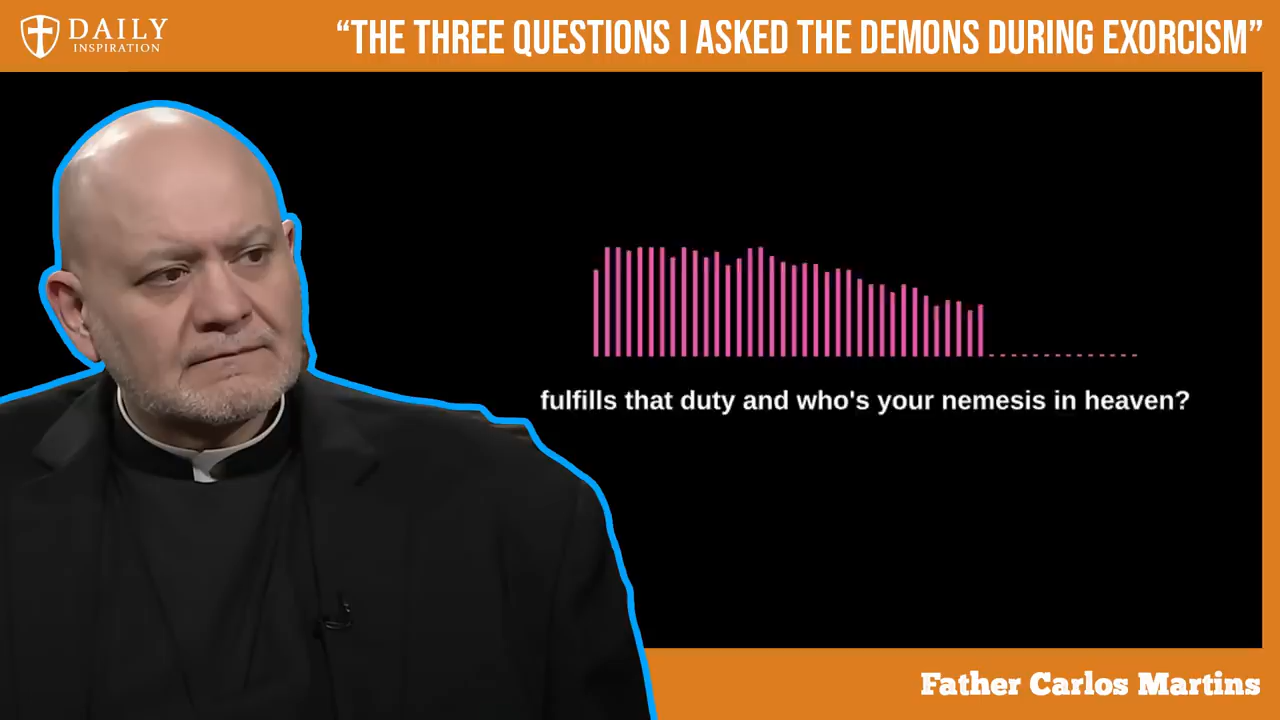 DAILY
INSPIRATION
“THE THREE QUESTIONS I ASKED THE DEMONS DURING EXORCISM”
fulfills that duty and who's your nemesis in heaven?
Father Carlos Martins